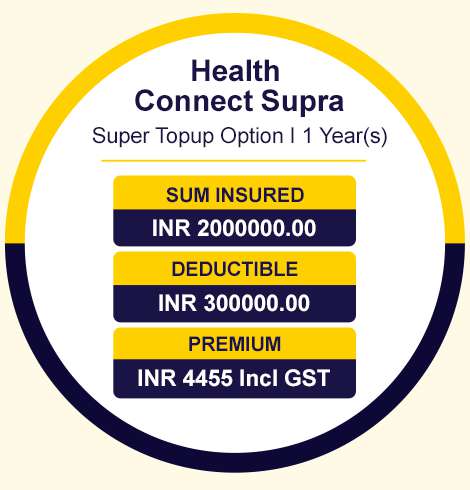 Health
Connect Supra
Super Topup Option | 1 Year(s)
SUM INSURED
INR 2000000.00
DEDUCTIBLE
INR 300000.00
PREMIUM
INR 4455 Incl GST